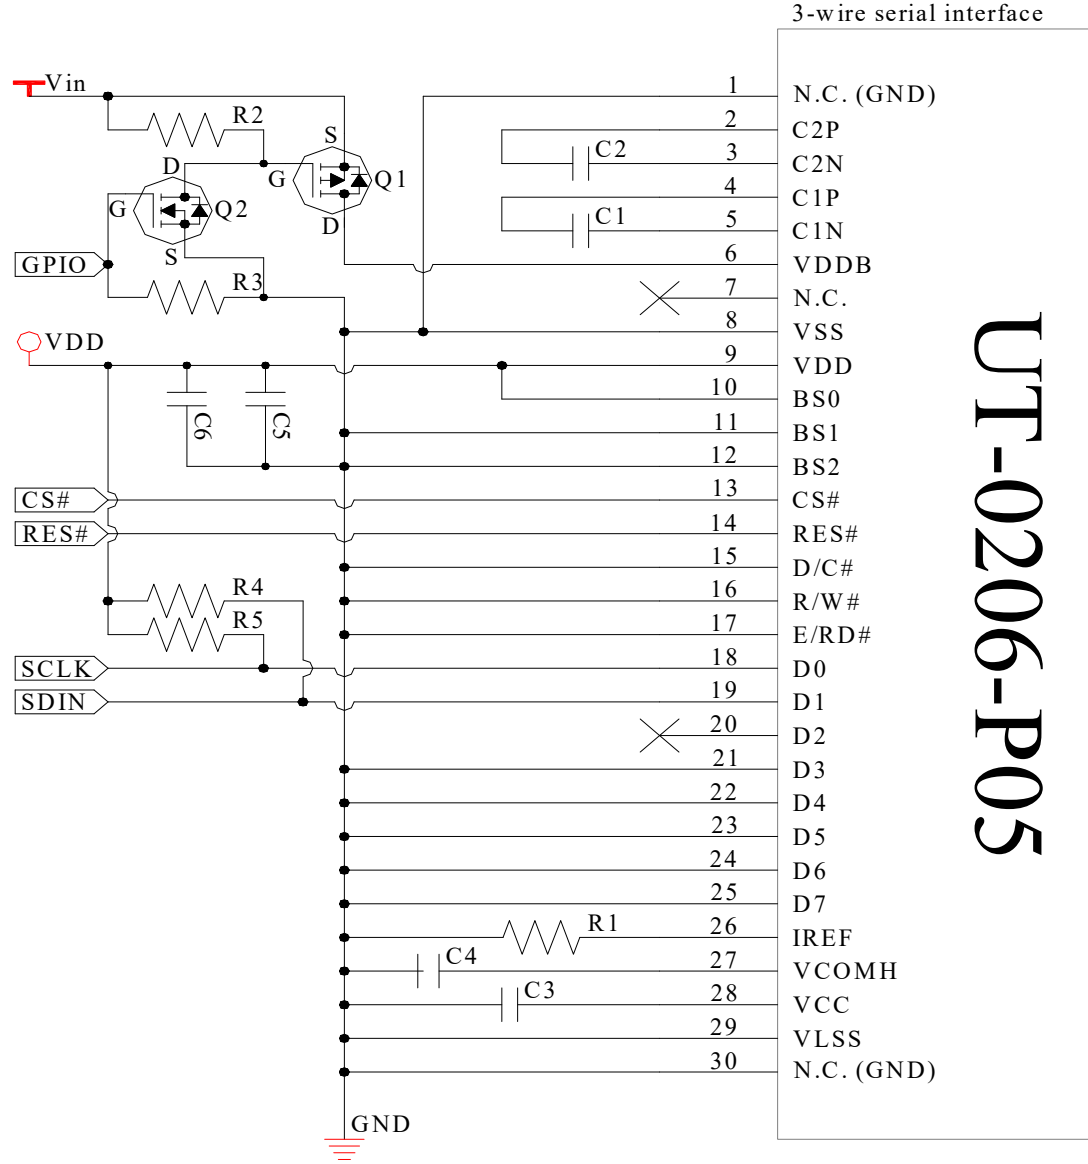 3-wire serial interface
Vin
R2
S
G
Q1
D
D
G
Q2
S
GPIO
R3
VDD
C6
C5
CS#
RES#
R4
R5
SCLK
SDIN
C2
C1
R1
C4
C3
GND
1 N.C. (GND)
2 C2P
3 C2N
4 C1P
5 C1N
6 VDDB
7 N.C.
8 VSS
9 VDD
10 BS0
11 BS1
12 BS2
13 CS#
14 RES#
15 D/C#
16 R/W#
17 E/RD#
18 D0
19 D1
20 D2
21 D3
22 D4
23 D5
24 D6
25 D7
26 IREF
27 VCOMH
28 VCC
29 VLSS
30 N.C. (GND)
UT-0206-P05